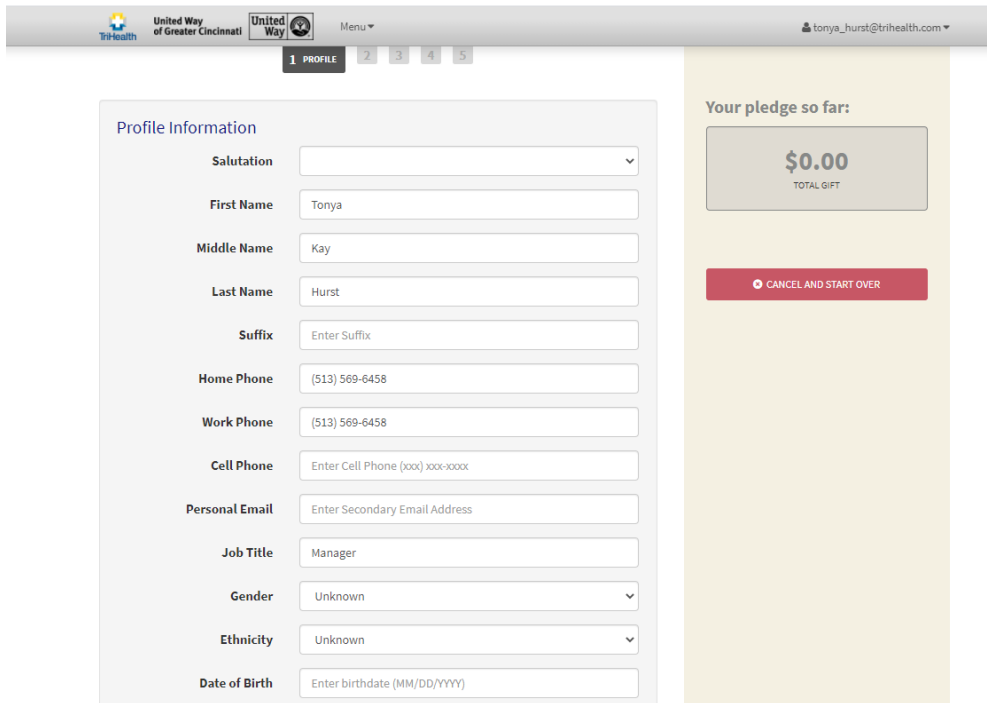 TriHealth
United Way
of Greater Cincinnati
United
Way
Menu
tonya_hurst@trihealth.com
1 PROFILE 2 3 4 5
Profile Information
Salutation
First Name Tonya
Middle Name Kay
Last Name Hurst
Suffix Enter Suffix
Home Phone (513) 569-6458
Work Phone (513) 569-6458
Cell Phone Enter Cell Phone (xxx) xxx-xxxx
Personal Email Enter Secondary Email Address
Job Title Manager
Gender Unknown
Ethnicity Unknown
Date of Birth Enter birthdate (MM/DD/YYYY)
Your pledge so far:
$0.00
TOTAL GIFT
CANCEL AND START OVER